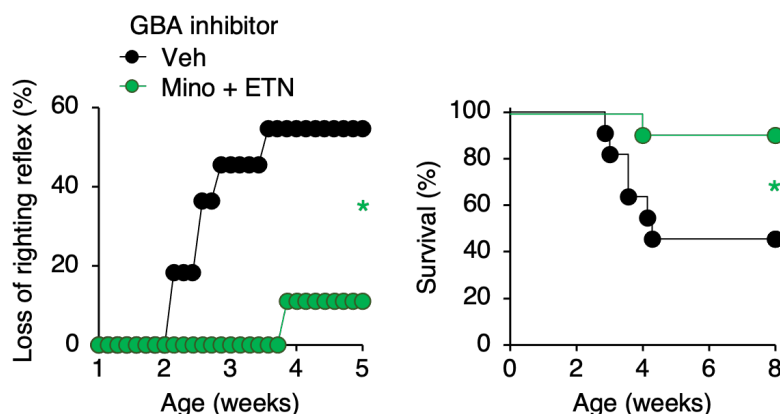 GBA inhibitor
Veh
Mino + ETN
Loss of righting reflex (%)
60
40
20
0
1 2 3 4 5
Age (weeks)
*
Survival (%)
100
80
60
40
20
0
0 2 4 6 8
Age (weeks)
*